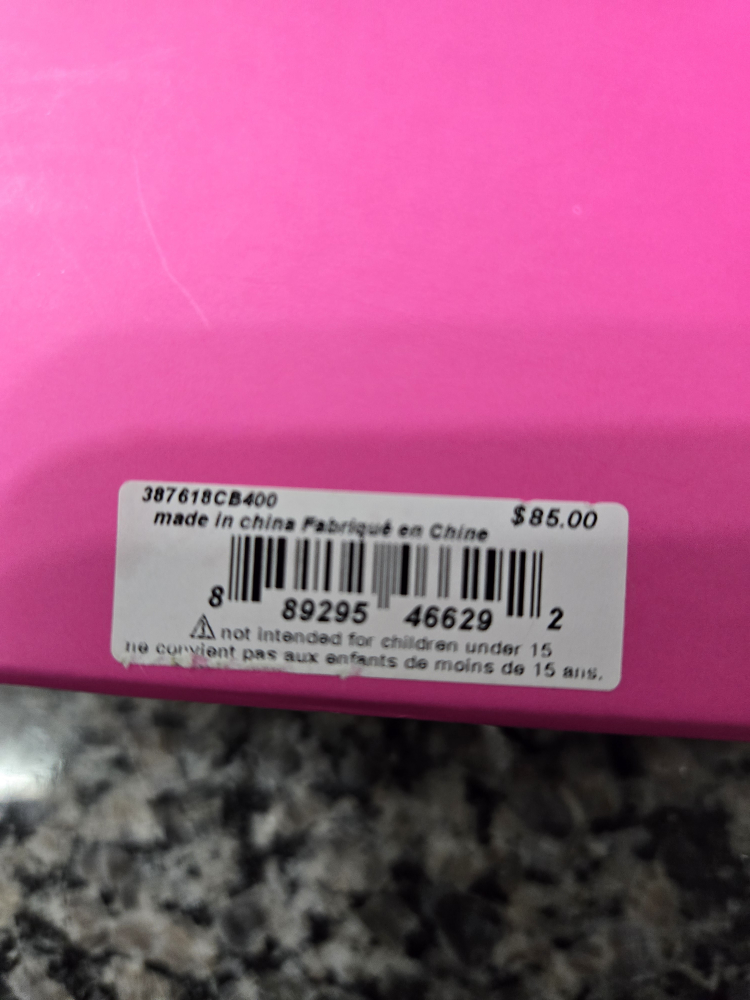 387618CB400
$85.00
made in china Fabriqué en Chine
8 89295 46629 2
not intended for children under 15
ne convient pas aux enfants de moins de 15 ans.